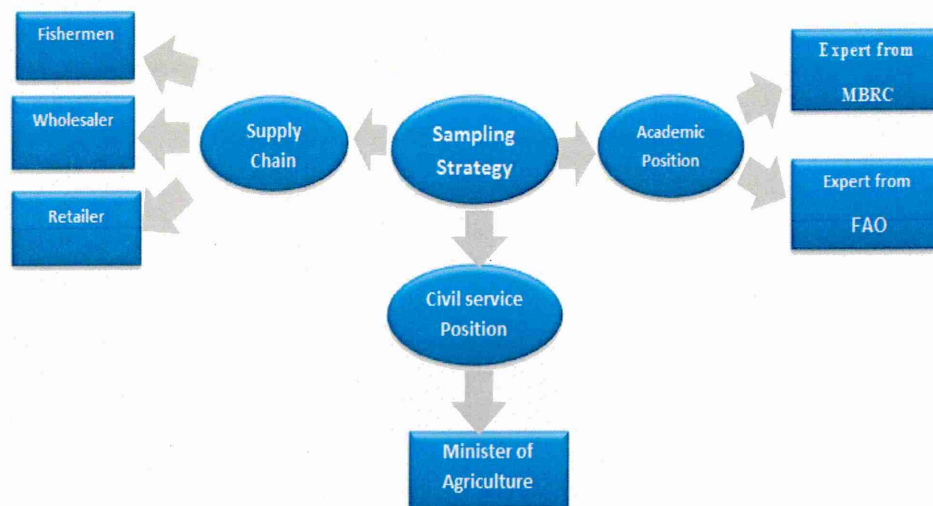 Fishermen
Wholesaler
Retailer
Supply
Chain
Sampling
Strategy
Academic
Position
Expert from
MBRC
Expert from
FAO
Civil service
Position
Minister of
Agriculture